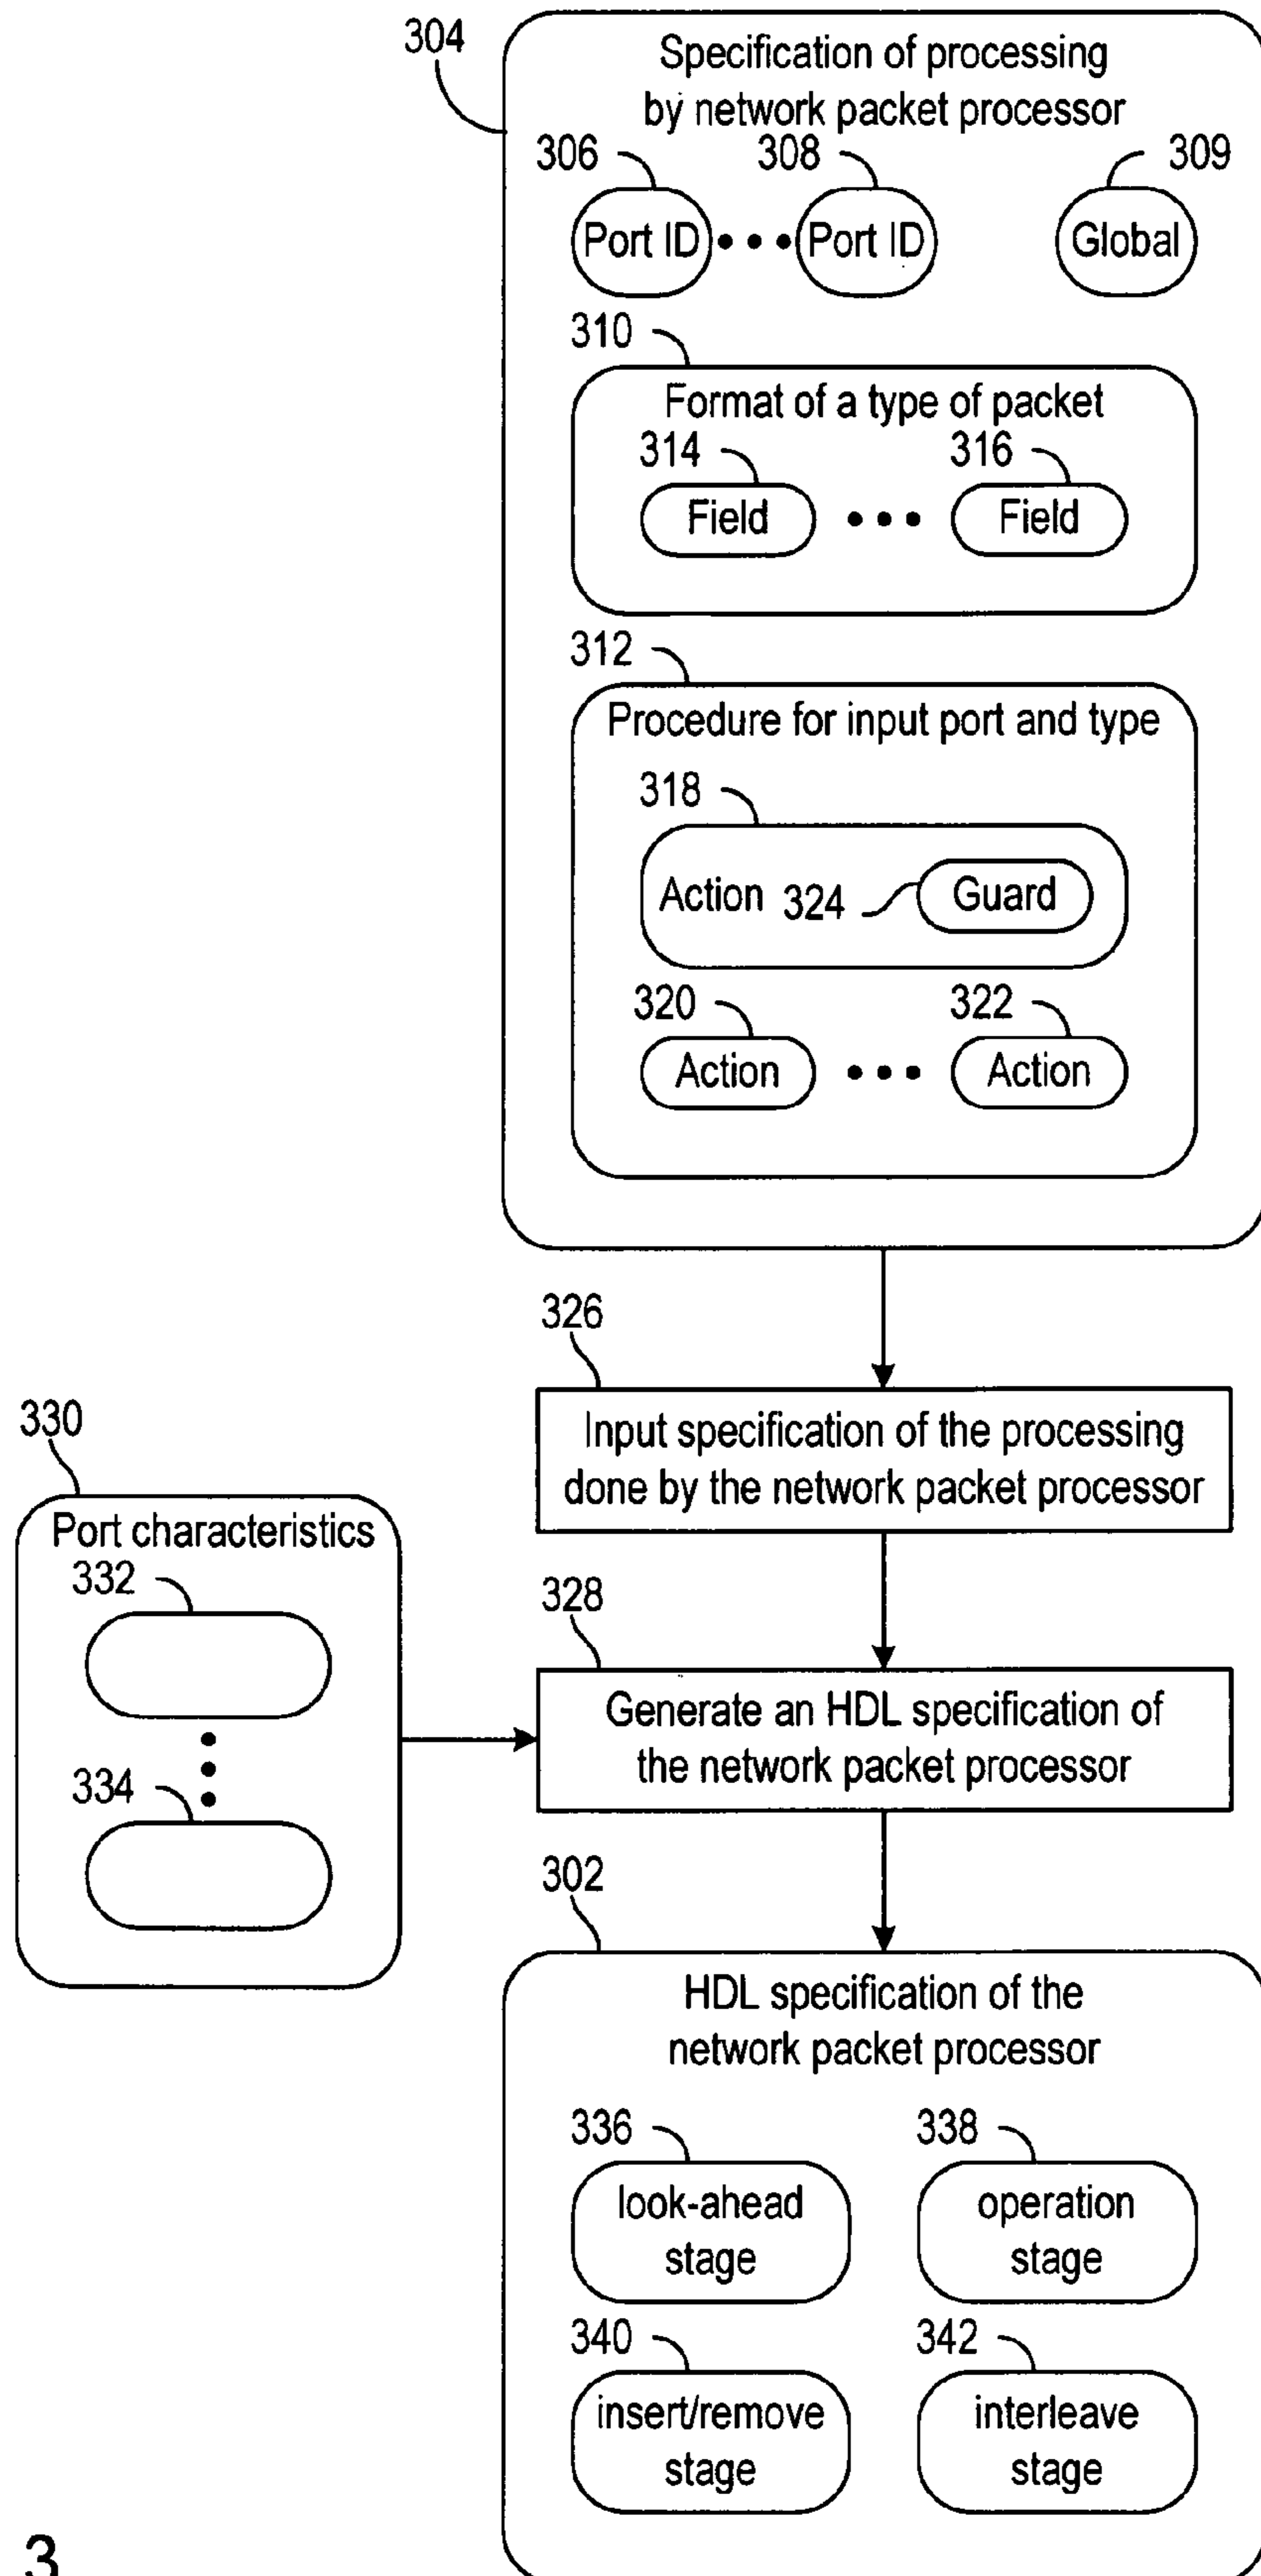 304
Specification of processing
by network packet processor
306
308
309
Port ID
Port ID
Global
310
Format of a type of packet
314
316
Field
Field
312
Procedure for input port and type
318
Action
324
Guard
320
322
Action
Action
326
Input specification of the processing
done by the network packet processor
330
Port characteristics
332
334
328
Generate an HDL specification of
the network packet processor
302
HDL specification of the
network packet processor
336
338
look-ahead
stage
operation
stage
340
342
insert/remove
stage
interleave
stage
3